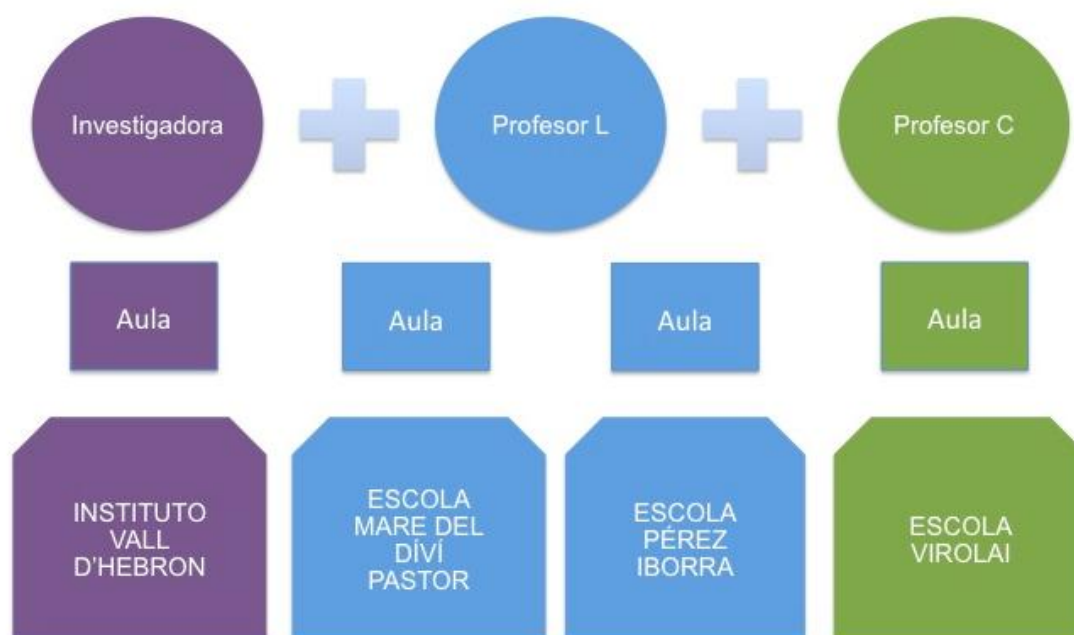 Investigadora
Profesor L
Profesor C
Aula
Aula
Aula
Aula
INSTITUTO
VALL
D'HEBRON
ESCOLA
MARE DEL
DÍVÍ
PASTOR
ESCOLA
PÉREZ
IBORRA
ESCOLA
VIROLAI